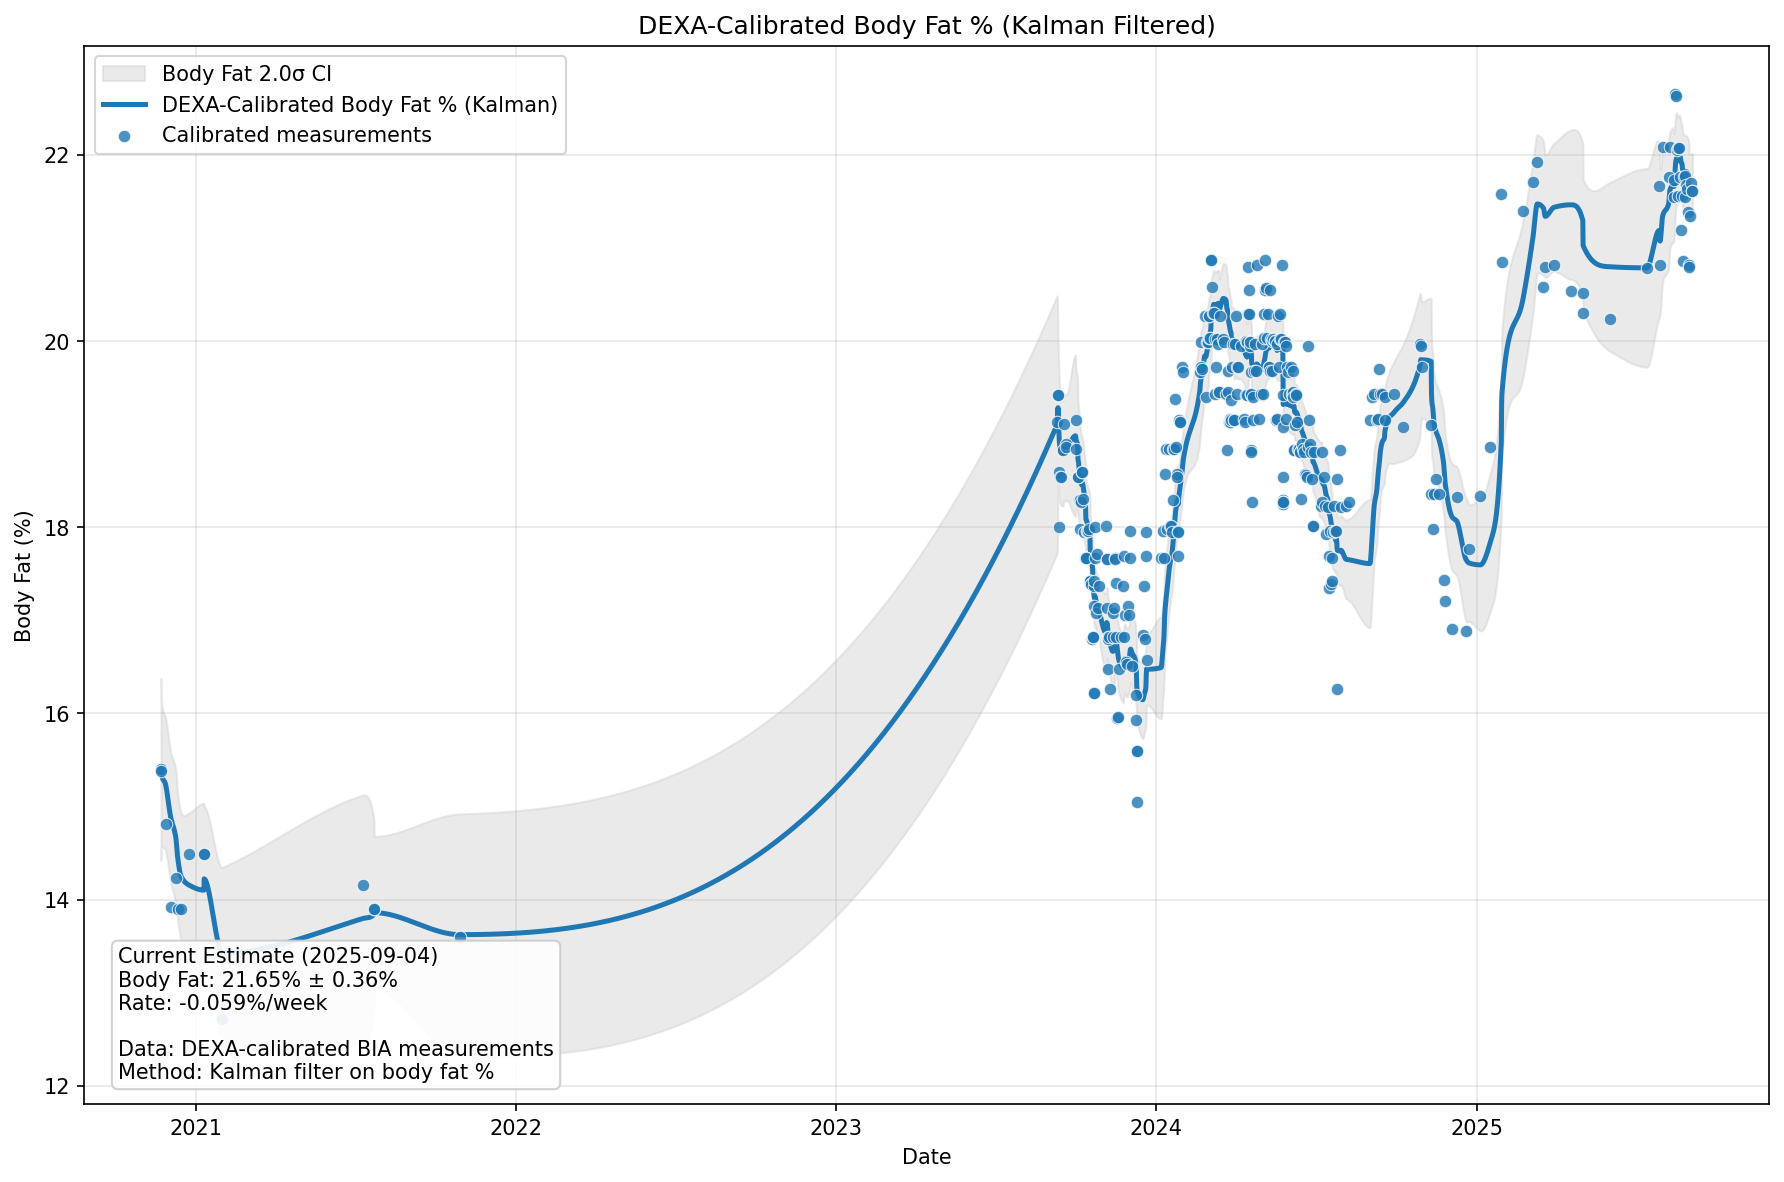 DEXA-Calibrated Body Fat % (Kalman Filtered)
Body Fat 2.0σ CI
DEXA-Calibrated Body Fat % (Kalman)
Calibrated measurements
22
20
18
16
14
12
Body Fat (%)
Current Estimate (2025-09-04)
Body Fat: 21.65% ± 0.36%
Rate: -0.059%/week
Data: DEXA-calibrated BIA measurements
Method: Kalman filter on body fat %
2021
2022
2023
2024
2025
Date